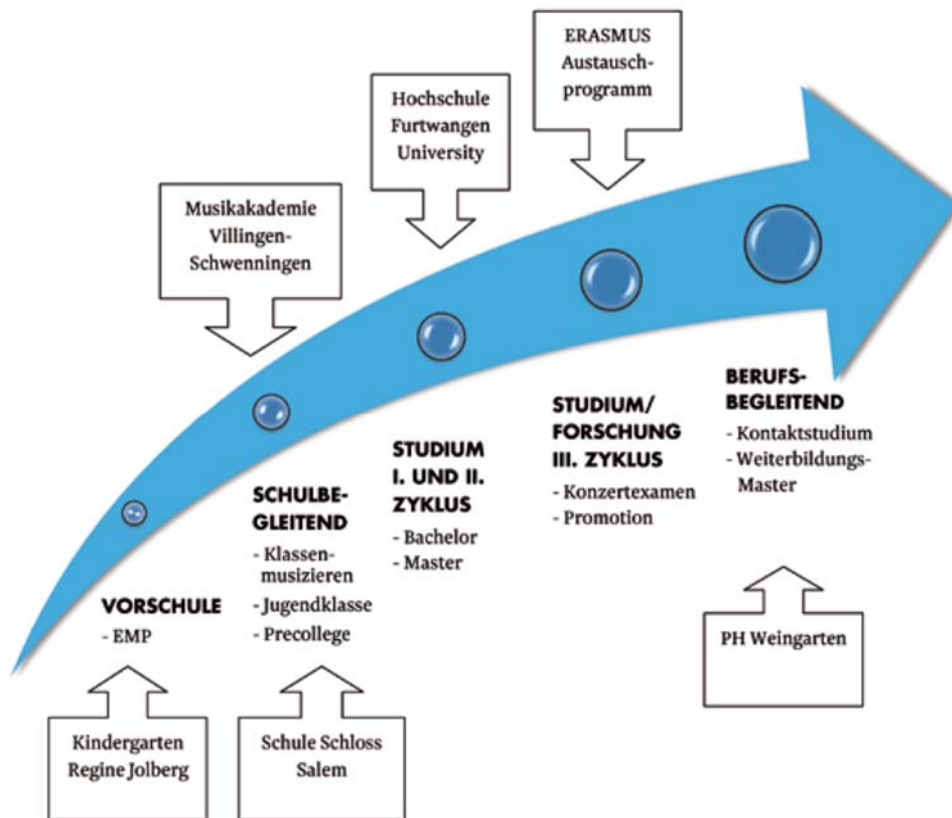 ERASMUS
Austausch-
programm
Hochschule
Furtwangen
University
Musikakademie
Villingen-
Schwenningen
VORSCHULE
- EMP
SCHULBE-
GLEITEND
- Klassen-
musizieren
- Jugendklasse
- Precollege
STUDIUM
I. UND II.
ZYKLUS
- Bachelor
- Master
STUDIUM/
FORSCHUNG
III. ZYKLUS
- Konzertexamen
- Promotion
BERUFS-
BEGLEITEND
- Kontaktstudium
- Weiterbildungs-
Master
Kindergarten
Regine Jolberg
Schule Schloss
Salem
PH Weingarten